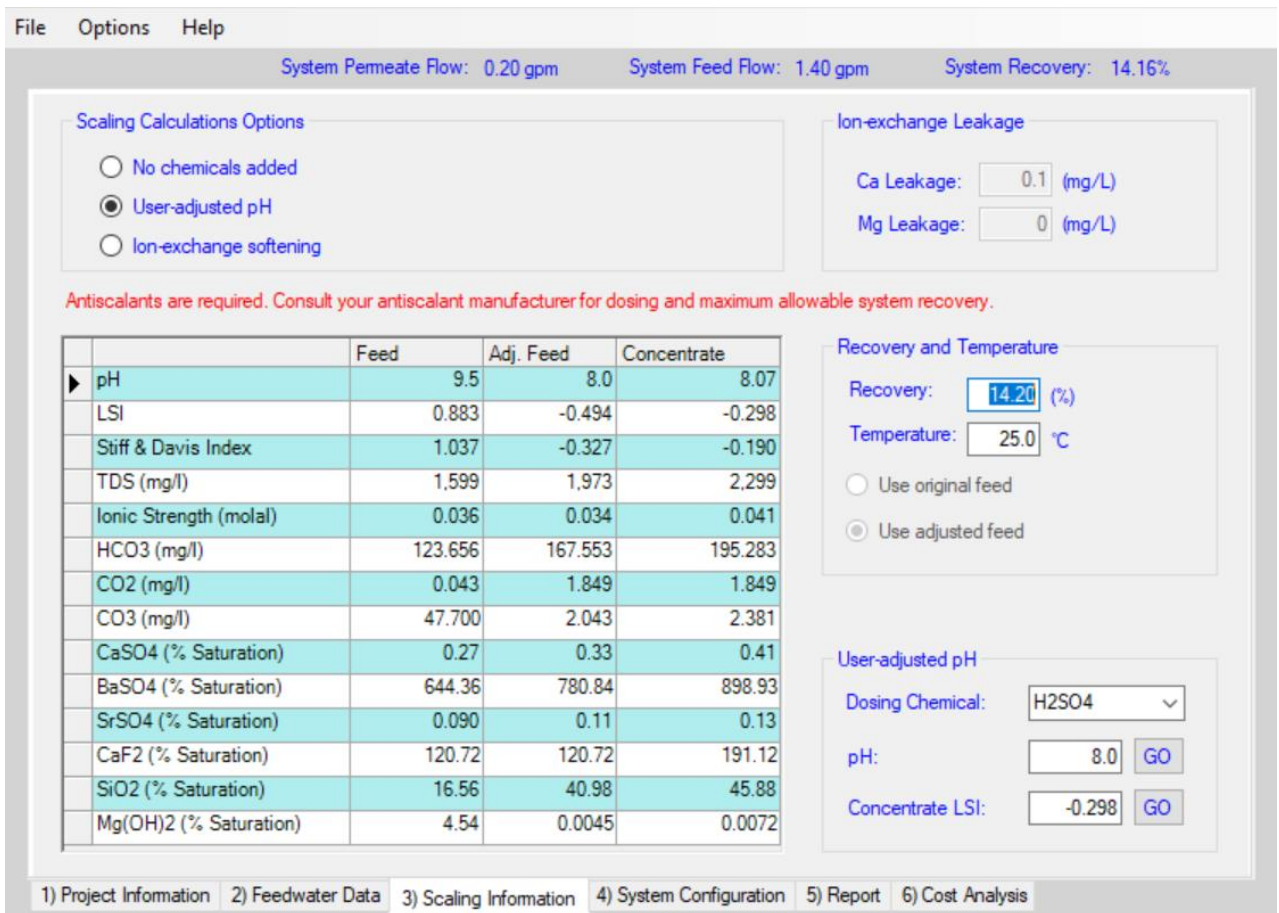 File Options Help
System Permeate Flow: 0.20 gpm System Feed Flow: 1.40 gpm System Recovery: 14.16%
Scaling Calculations Options
No chemicals added
User-adjusted pH
Ion-exchange softening
Ion-exchange Leakage
Ca Leakage: 0.1 (mg/L)
Mg Leakage: 0 (mg/L)
Antiscalants are required. Consult your antiscalant manufacturer for dosing and maximum allowable system recovery.
Feed Adj. Feed Concentrate
pH 9.5 8.0 8.07
LSI 0.883 -0.494 -0.298
Stiff & Davis Index 1.037 -0.327 -0.190
TDS (mg/l) 1,599 1,973 2,299
Ionic Strength (molal) 0.036 0.034 0.041
HCO3 (mg/l) 123.656 167.553 195.283
CO2 (mg/l) 0.043 1.849 1.849
CO3 (mg/l) 47.700 2.043 2.381
CaSO4 (% Saturation) 0.27 0.33 0.41
BaSO4 (% Saturation) 644.36 780.84 898.93
SrSO4 (% Saturation) 0.090 0.11 0.13
CaF2 (% Saturation) 120.72 120.72 191.12
SiO2 (% Saturation) 16.56 40.98 45.88
Mg(OH)2 (% Saturation) 4.54 0.0045 0.0072
Recovery and Temperature
Recovery: 14.20 (%)
Temperature: 25.0 °C
Use original feed
Use adjusted feed
User-adjusted pH
Dosing Chemical: H2SO4
pH: 8.0 GO
Concentrate LSI: -0.298 GO
1) Project Information 2) Feedwater Data 3) Scaling Information 4) System Configuration 5) Report 6) Cost Analysis